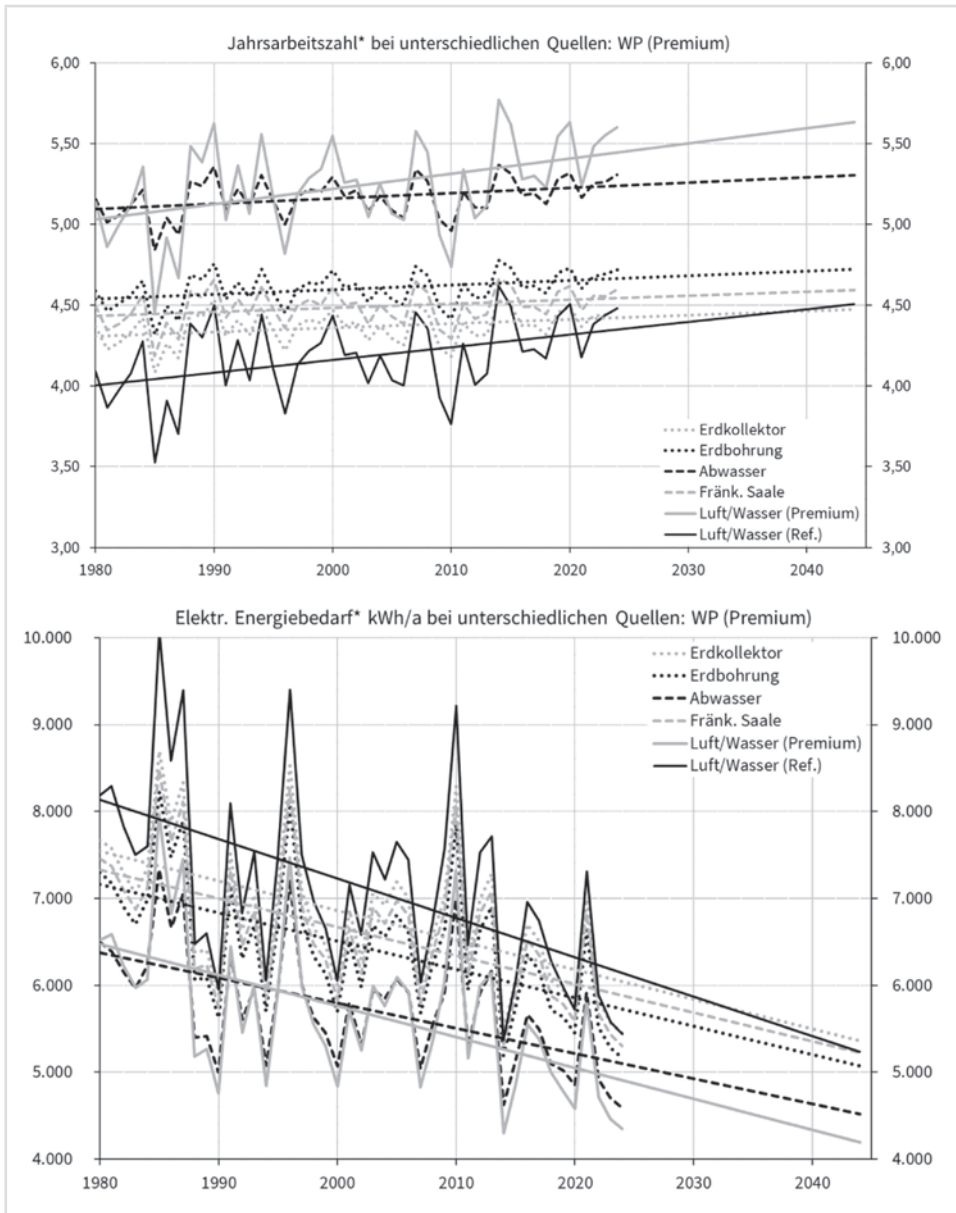 Jahrsarbeitszahl* bei unterschiedlichen Quellen: WP (Premium)
6,00 6,00
5,50 5,50
5,00 5,00
4,50 4,50
4,00 4,00
3,50 3,50
3,00 3,00
Erdkollektor
Erdbohrung
Abwasser
Fränk. Saale
Luft/Wasser (Premium)
Luft/Wasser (Ref.)
1980 1990 2000 2010 2020 2030 2040
Elektr. Energiebedarf* kWh/a bei unterschiedlichen Quellen: WP (Premium)
10.000 10.000
9.000 9.000
8.000 8.000
7.000 7.000
6.000 6.000
5.000 5.000
4.000 4.000
Erdkollektor
Erdbohrung
Abwasser
Fränk. Saale
Luft/Wasser (Premium)
Luft/Wasser (Ref.)
1980 1990 2000 2010 2020 2030 2040